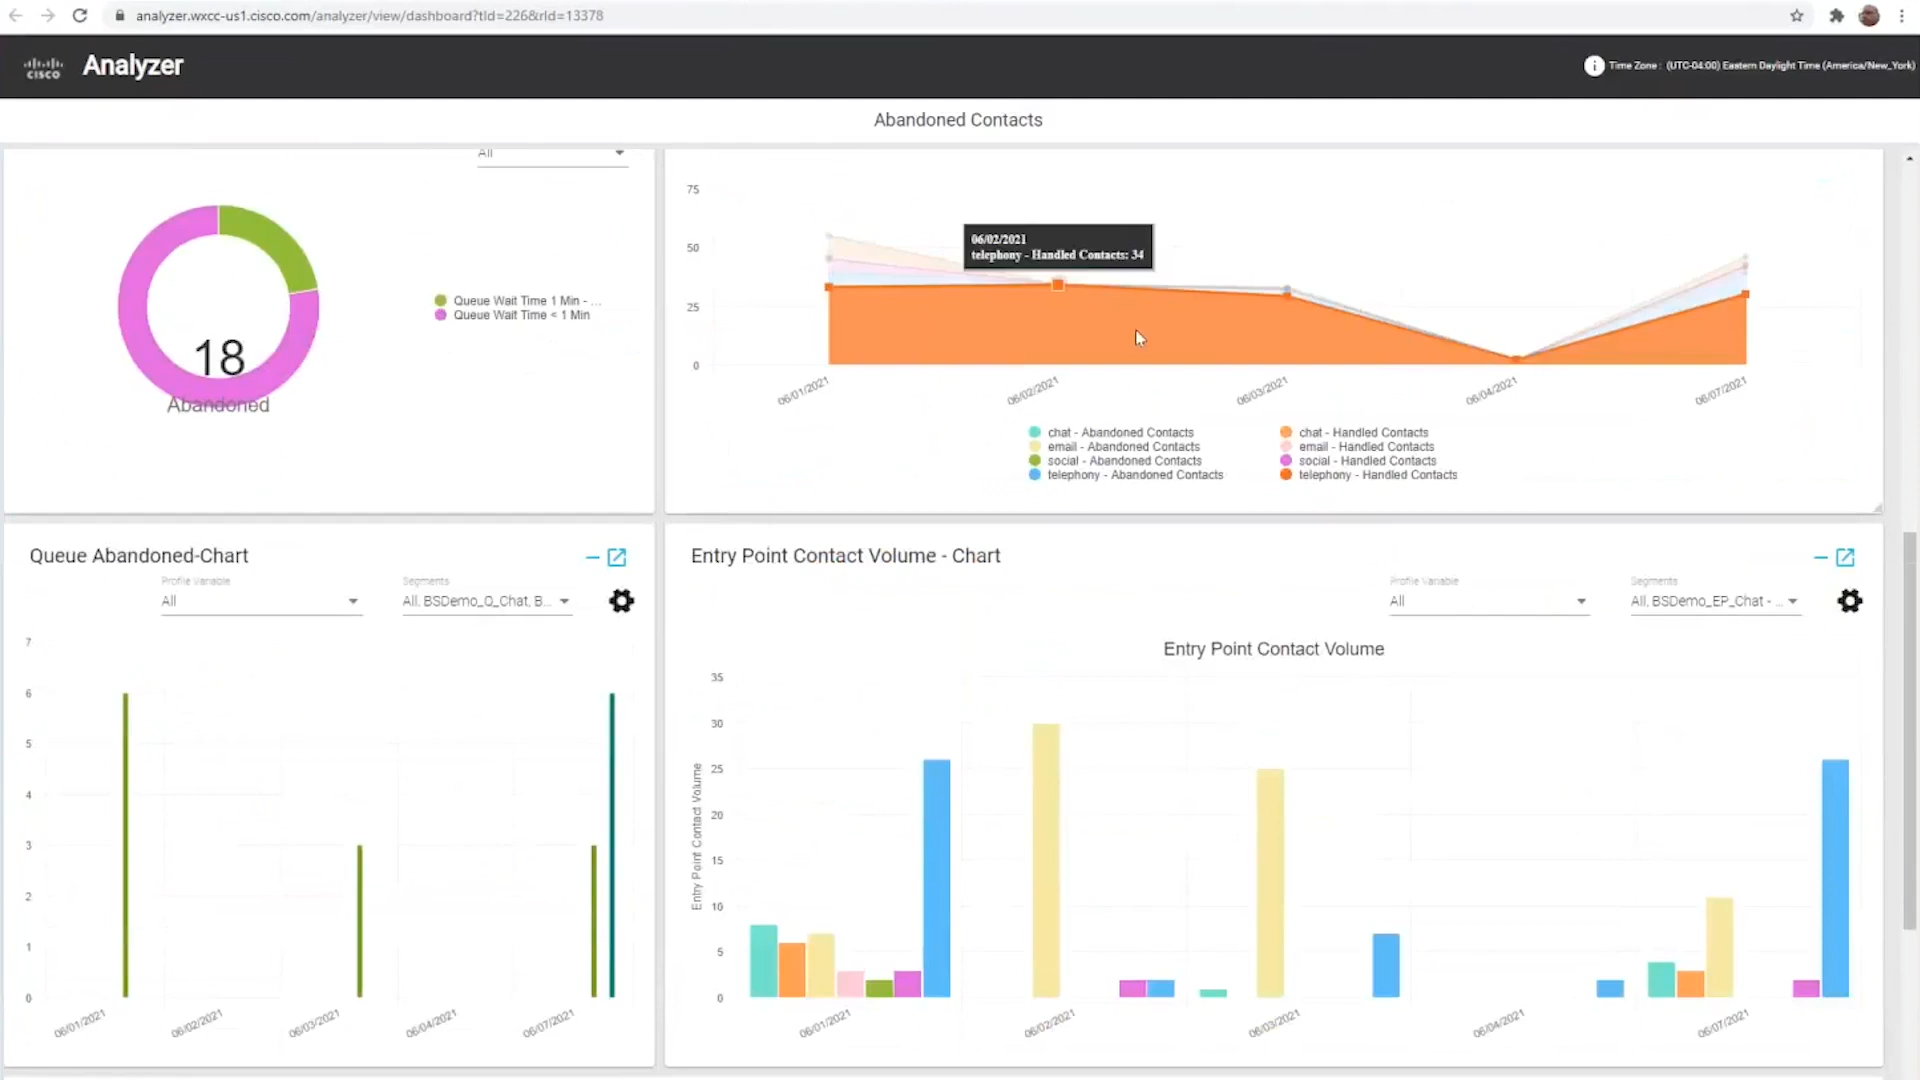 analyzer.wxcc-us1.cisco.com/analyzer/view/dashboard?tId=226&rId=13378
CISCO
Analyzer
i
Time Zone : (UTC-04:00) Eastern Daylight Time (America/New_York)
Abandoned Contacts
All
18
Abandoned
Queue Wait Time 1 Min - ...
Queue Wait Time < 1 Min
75
50
25
0
06/02/2021
telephony - Handled Contacts: 34
06/01/2021
06/02/2021
06/03/2021
06/04/2021
06/07/2021
chat - Abandoned Contacts
email - Abandoned Contacts
social - Abandoned Contacts
telephony - Abandoned Contacts
chat - Handled Contacts
email - Handled Contacts
social - Handled Contacts
telephony - Handled Contacts
Queue Abandoned-Chart
Profile Variable
All
Segments
All, BSDemo_Q_Chat, B...
7
6
5
4
3
2
1
0
06/01/2021
06/02/2021
06/03/2021
06/04/2021
06/07/2021
Entry Point Contact Volume - Chart
Profile Variable
All
Segments
All, BSDemo_EP_Chat - ...
Entry Point Contact Volume
Entry Point Contact Volume
35
30
25
20
15
10
5
0
06/01/2021
06/02/2021
06/03/2021
06/04/2021
06/07/2021